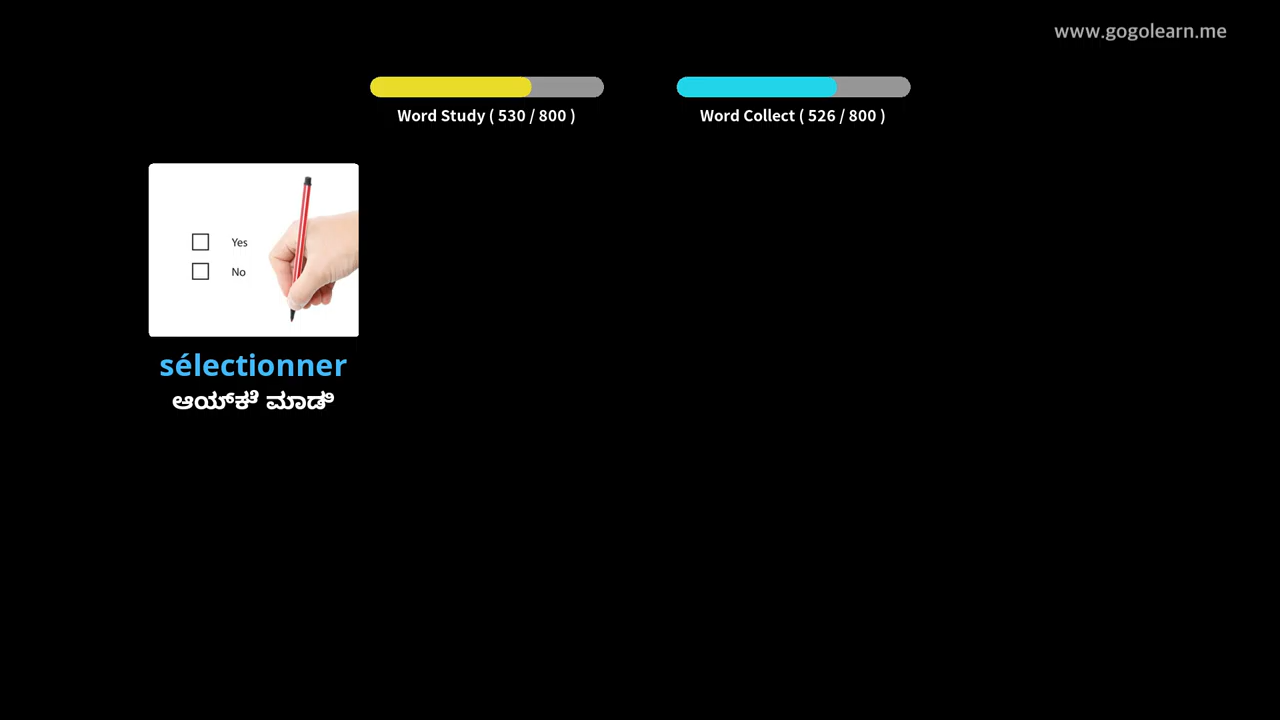 www.gogolearn.me
Word Study ( 530 / 800 )
Word Collect ( 526 / 800 )
Yes
No
sélectionner
ಆಯ್ಕೆ ಮಾಡಿ